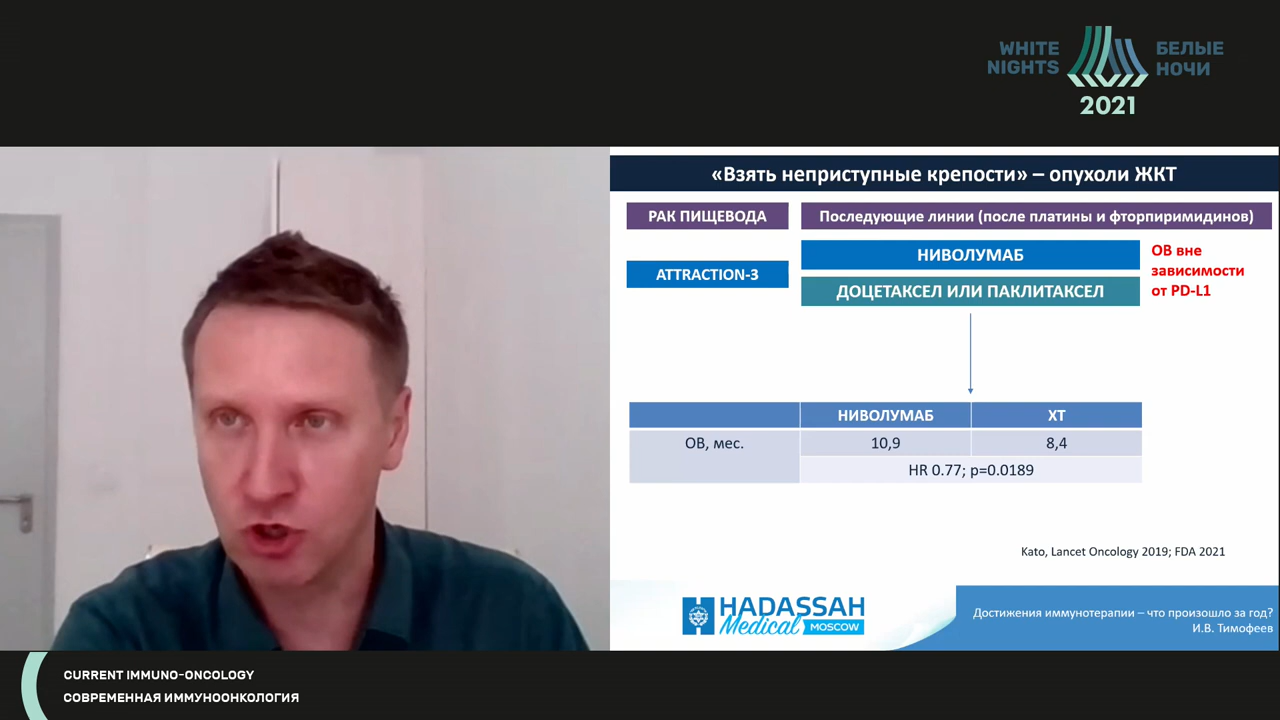 WHITE
NIGHTS
БЕЛЫЕ
НОЧИ
2021
«Взять неприступные крепости» – опухоли ЖКТ
РАК ПИЩЕВОДА
Последующие линии (после платины и фторпиримидинов)
ATTRACTION-3
НИВОЛУМАБ
ДОЦЕТАКСЕЛ ИЛИ ПАКЛИТАКСЕЛ
ОВ вне
зависимости
от PD-L1
НИВОЛУМАБ ХТ
ОВ, мес. 10,9 8,4
HR 0.77; p=0.0189
Kato, Lancet Oncology 2019; FDA 2021
HADASSAH
Medical MOSCOW
Достижения иммунотерапии – что произошло за год?
И.В. Тимофеев
CURRENT IMMUNO-ONCOLOGY
СОВРЕМЕННАЯ ИММУНООНКОЛОГИЯ